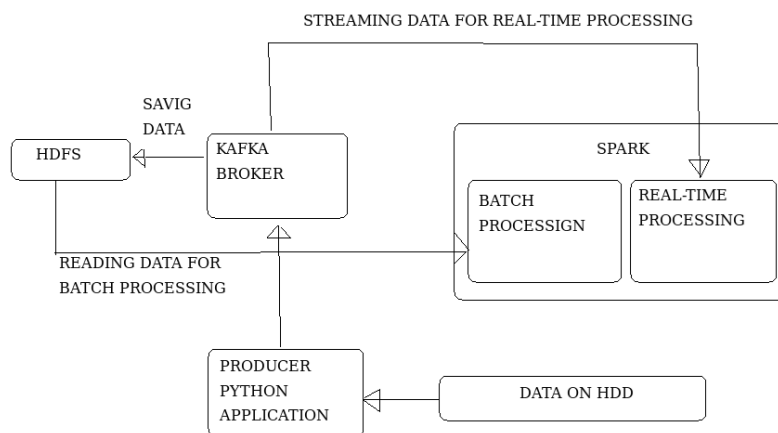 STREAMING DATA FOR REAL-TIME PROCESSING
SAVIG
DATA
HDFS
KAFKA
BROKER
SPARK
BATCH
PROCESSIGN
REAL-TIME
PROCESSING
READING DATA FOR
BATCH PROCESSING
PRODUCER
PYTHON
APPLICATION
DATA ON HDD